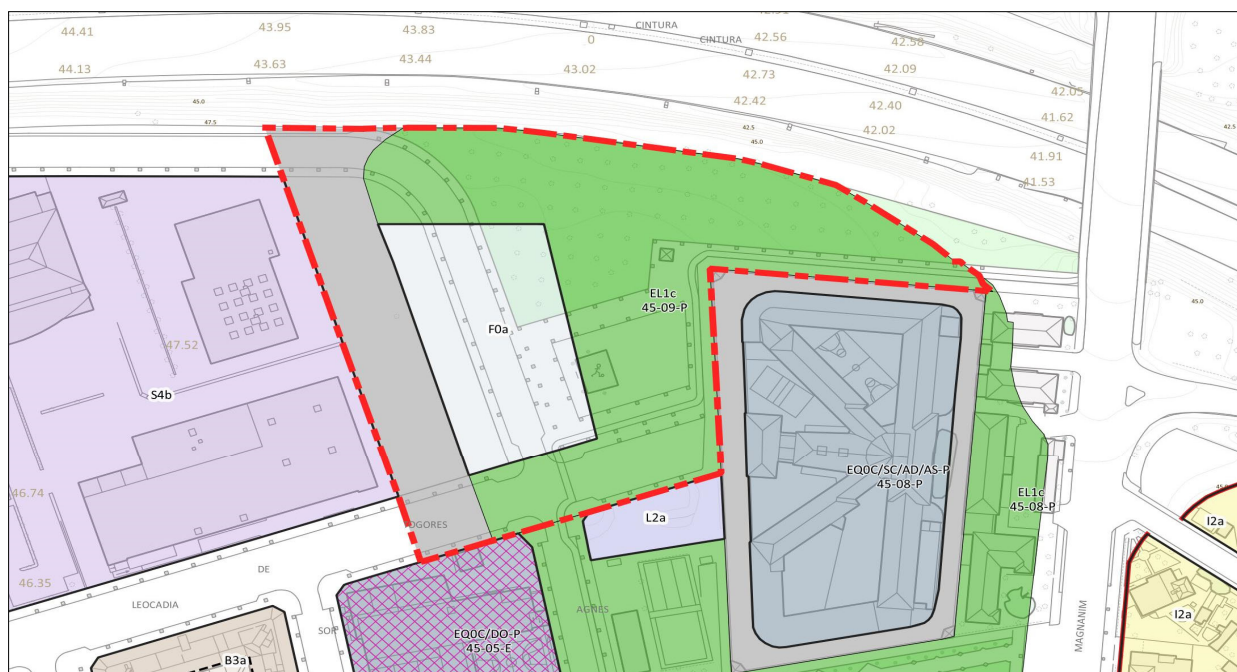 CINTURA
44.41
43.95
43.83
0
CINTURA
42.56
42.58
44.13
43.63
43.44
43.02
42.73
42.09
42.05
42.42
42.40
41.62
45.0
47.5
42.5
45.0
42.02
42.5
41.91
41.53
EL1c
45-09-P
45.0
F0a
47.52
S4b
EQ0C/SC/AD/AS-P
45-08-P
46.74
EL1c
45-08-P
45.0
L2a
I2a
OGORES
DE
46.35
LEOCADIA
AGNES
MAGNANIM
I2a
SOR
EQ0C/DO-P
45-05-E
B3a